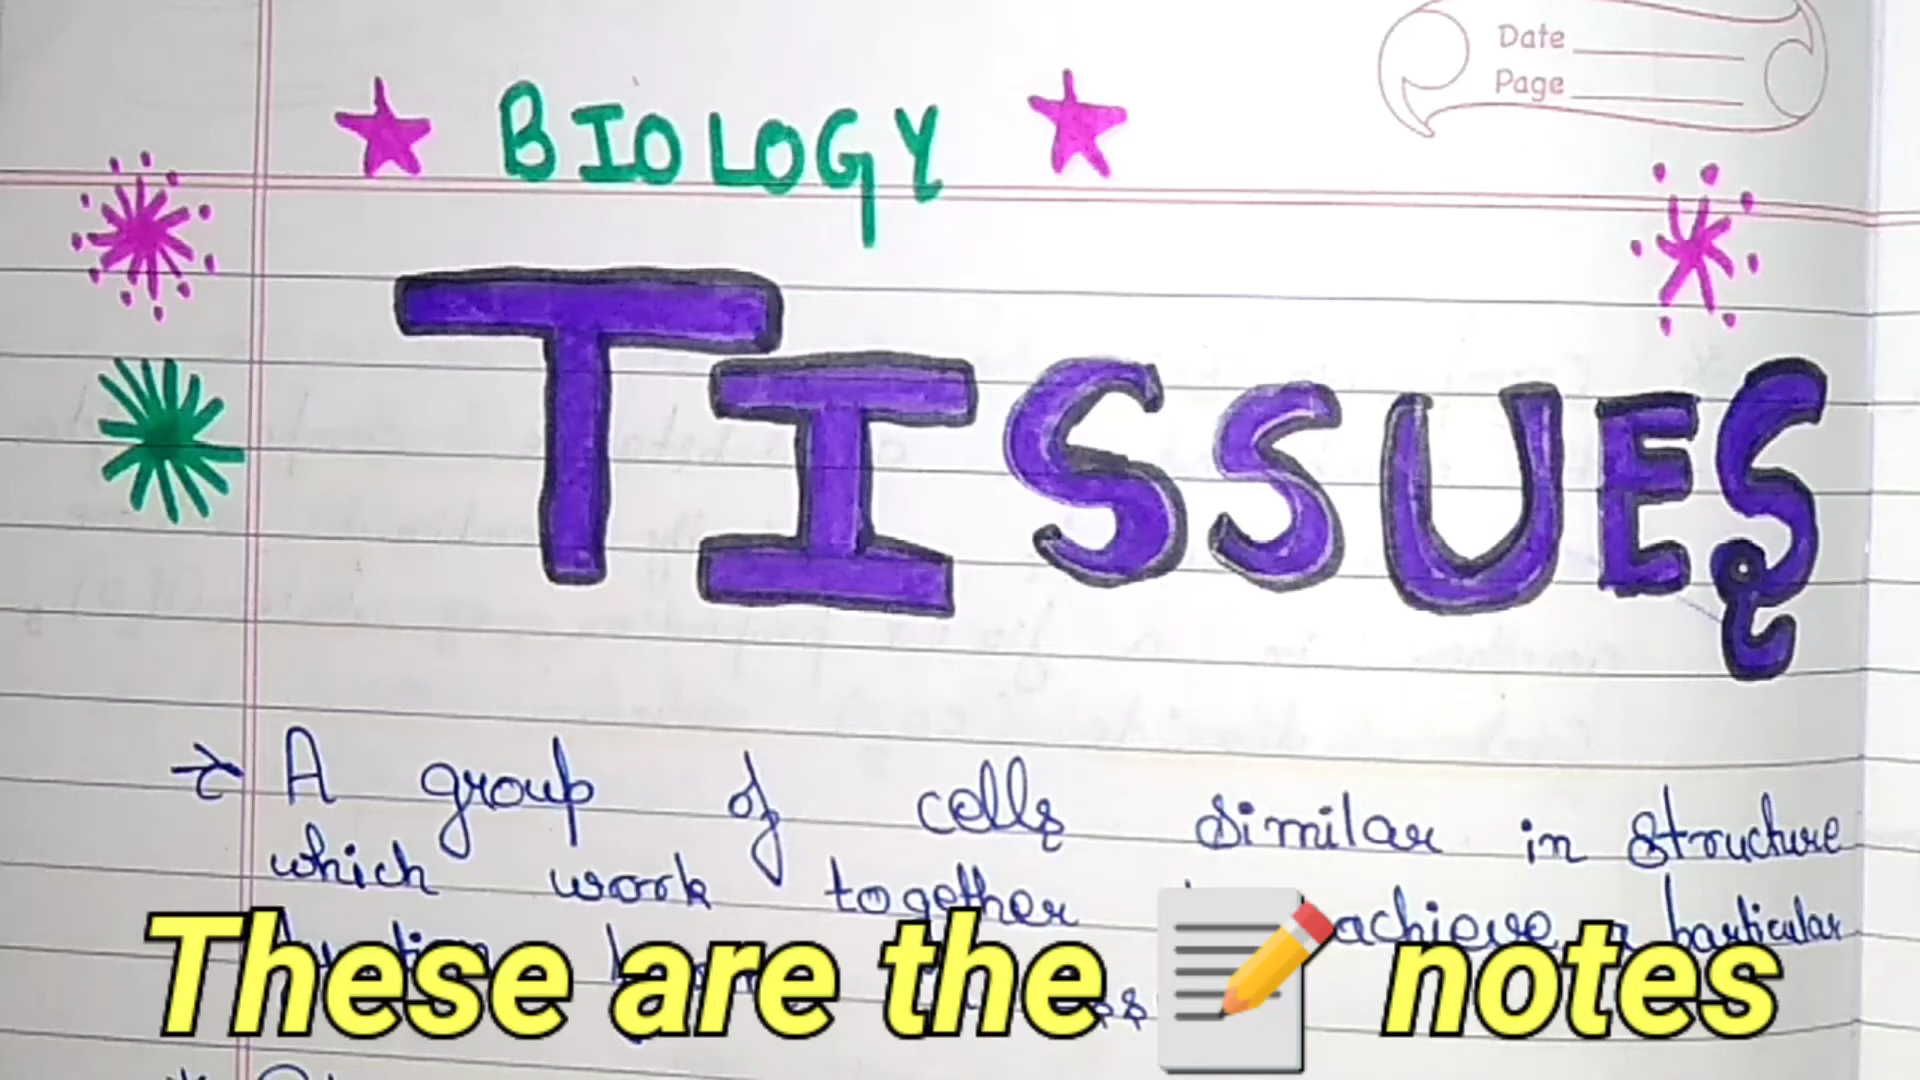 Date
Page
BIOLOGY
TISSUES
A group of cells similar in structure
which work together achieve a particular
These are the 📝 notes